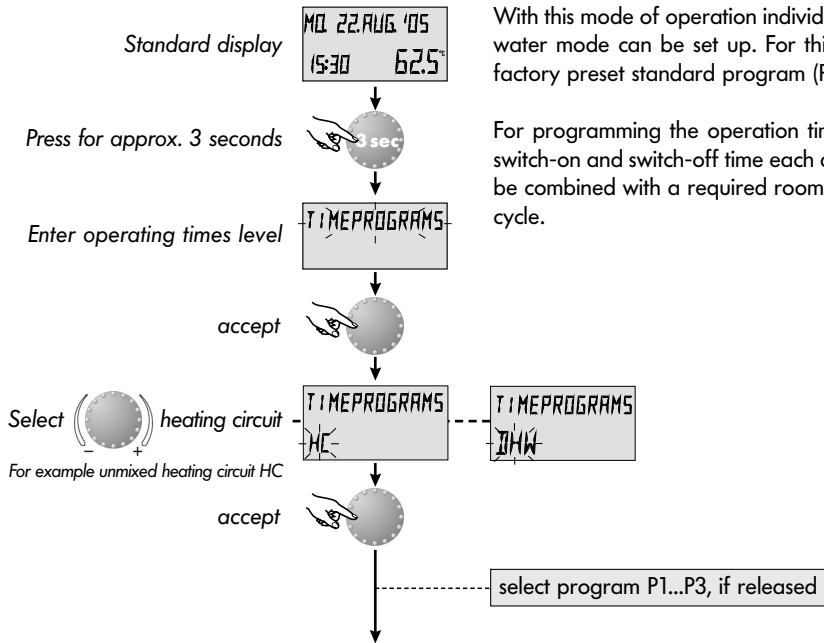 MO. 22.AUG. '05
15:30 62.5°C
Standard display
With this mode of operation
water mode can be set up. For
factory preset standard program
Press for approx. 3 seconds
3 sec
For programming the operation
switch-on and switch-off time each
be combined with a required room
cycle.
Enter operating times level
TIMEPROGRAMS
accept
Select - + heating circuit
TIMEPROGRAMS
HC
TIMEPROGRAMS
DHW
For example unmixed heating circuit HC
accept
select program P1...P3, if released